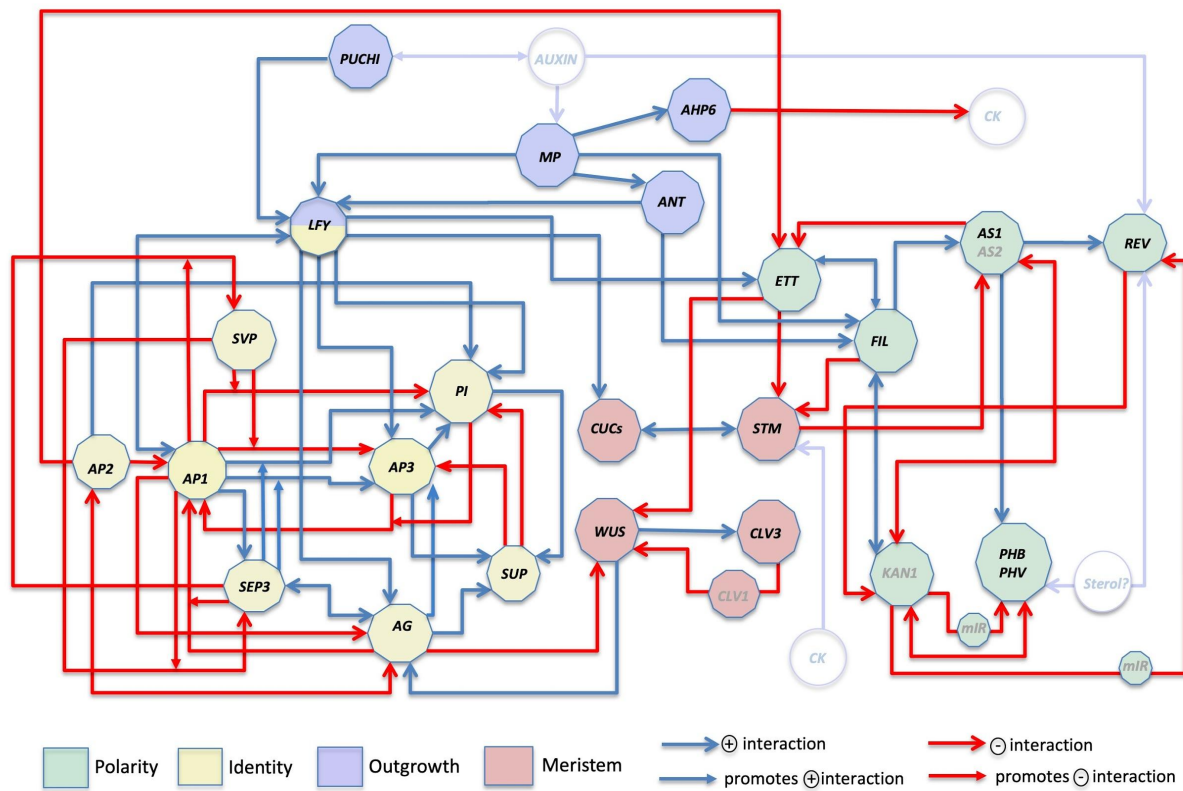 PUCHI
AUXIN
AHP6
CK
MP
ANT
LFY
AS1
AS2
REV
ETT
SVP
FIL
PI
CUCs
STM
AP2
AP1
AP3
WUS
CLV3
SUP
KAN1
PHB
PHV
SEP3
CLV1
Sterol?
AG
mIR
CK
mIR
Polarity
Identity
Outgrowth
Meristem
+ interaction
- interaction
promotes + interaction
promotes - interaction